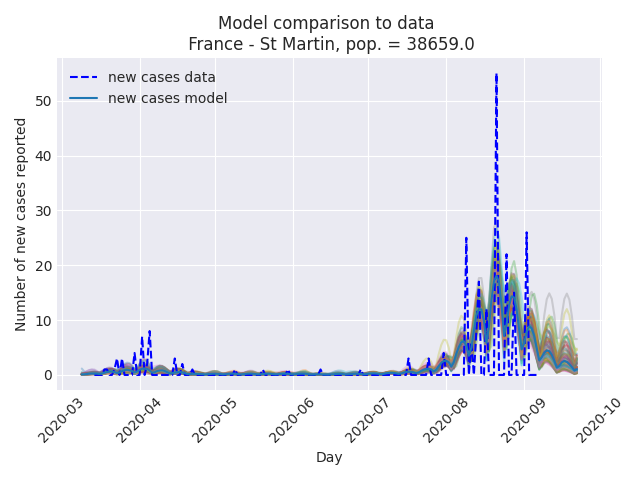 Model comparison to data
France - St Martin, pop. = 38659.0
new cases data
new cases model
Number of new cases reported
50
40
30
20
10
0
2020-03
2020-04
2020-05
2020-06
2020-07
2020-08
2020-09
2020-10
Day